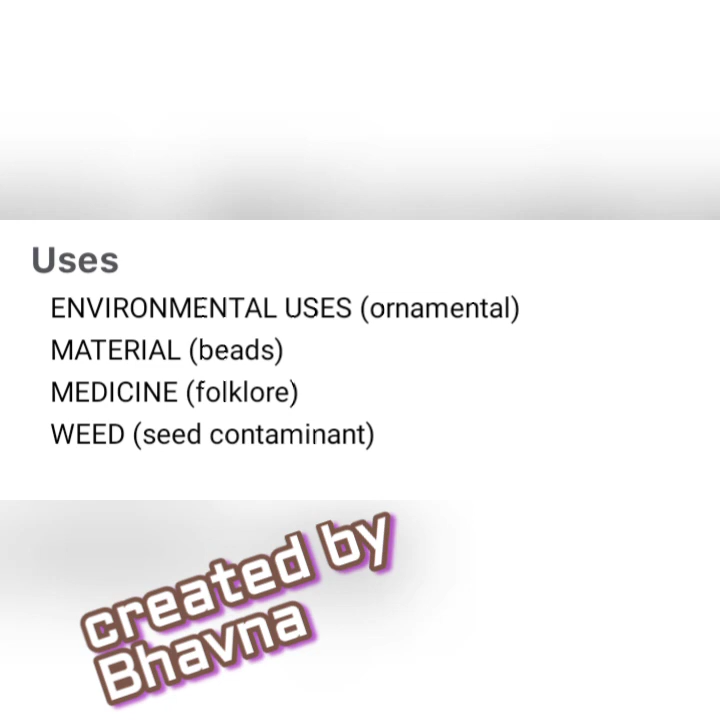 Uses
ENVIRONMENTAL USES (ornamental)
MATERIAL (beads)
MEDICINE (folklore)
WEED (seed contaminant)
created by
Bhavna